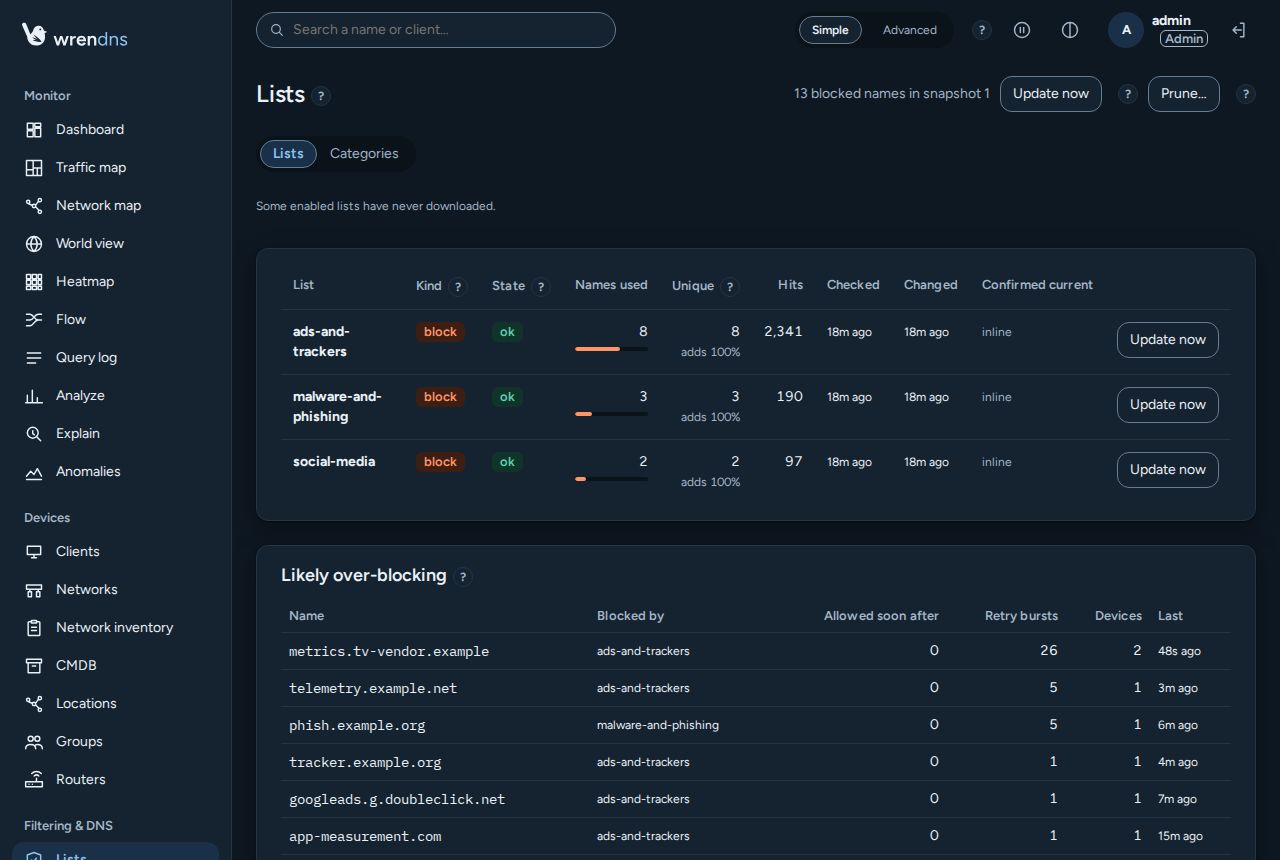 wrendns
Search a name or client...
Simple
Advanced
?
A
admin
Admin
Monitor
Dashboard
Traffic map
Network map
World view
Heatmap
Flow
Query log
Analyze
Explain
Anomalies
Devices
Clients
Networks
Network inventory
CMDB
Locations
Groups
Routers
Filtering & DNS
Lists
Lists ?
13 blocked names in snapshot 1
Update now
?
Prune...
?
Lists
Categories
Some enabled lists have never downloaded.
List Kind ? State ? Names used Unique ? Hits Checked Changed Confirmed current
ads-and-trackers block ok 8 8 adds 100% 2,341 18m ago 18m ago inline Update now
malware-and-phishing block ok 3 3 adds 100% 190 18m ago 18m ago inline Update now
social-media block ok 2 2 adds 100% 97 18m ago 18m ago inline Update now
Likely over-blocking ?
Name Blocked by Allowed soon after Retry bursts Devices Last
metrics.tv-vendor.example ads-and-trackers 0 26 2 48s ago
telemetry.example.net ads-and-trackers 0 5 1 3m ago
phish.example.org malware-and-phishing 0 5 1 6m ago
tracker.example.org ads-and-trackers 0 1 1 4m ago
googleads.g.doubleclick.net ads-and-trackers 0 1 1 7m ago
app-measurement.com ads-and-trackers 0 1 1 15m ago